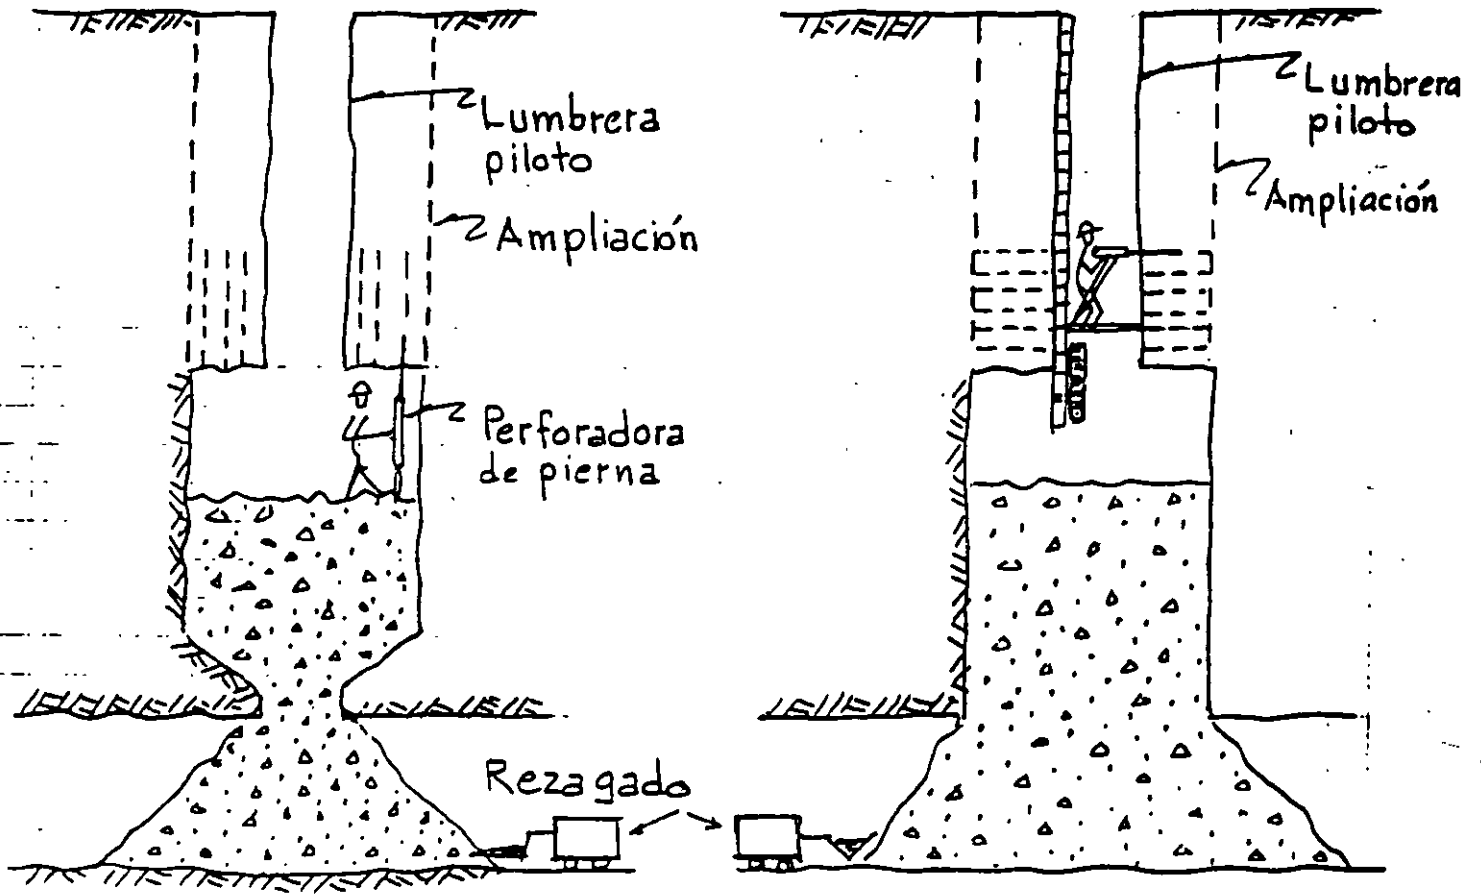 Lumbrera
piloto
Ampliación
Perforadora
de pierna
Lumbrera
piloto
Ampliación
Rezagado